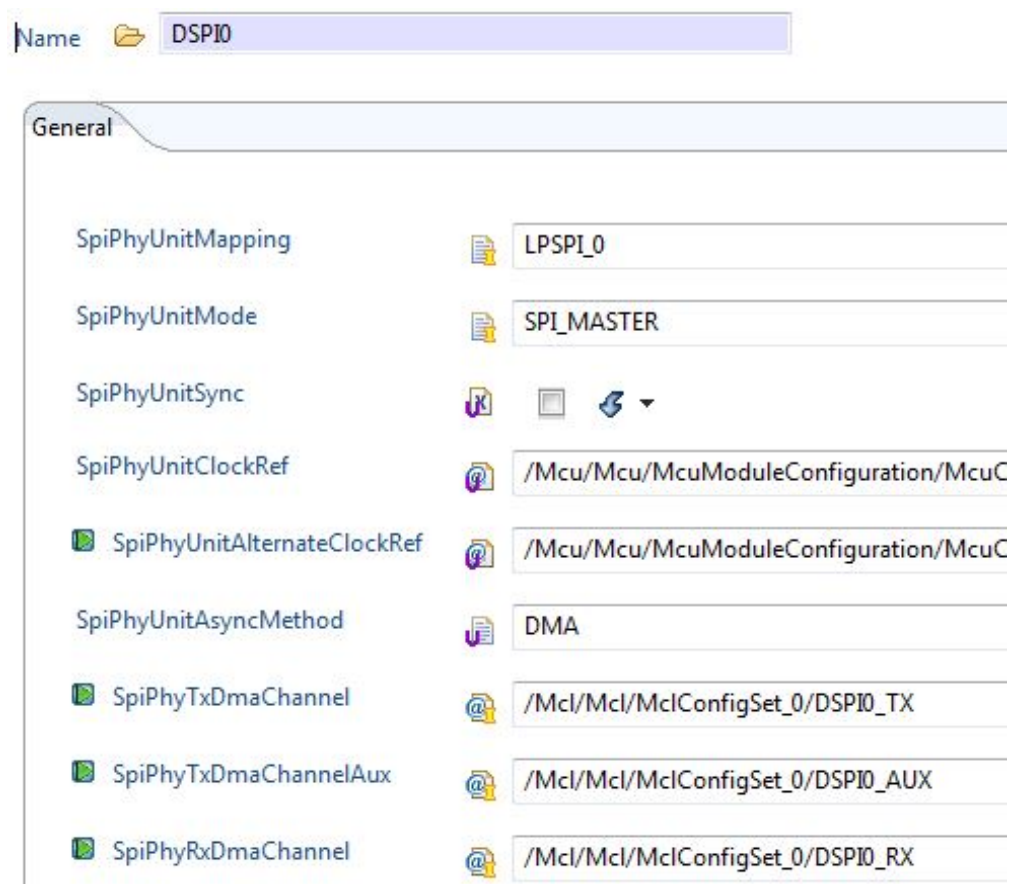 Name DSPI0
General
SpiPhyUnitMapping LPSPI_0
SpiPhyUnitMode SPI_MASTER
SpiPhyUnitSync
SpiPhyUnitClockRef /Mcu/Mcu/McuModuleConfiguration/McuC
SpiPhyUnitAlternateClockRef /Mcu/Mcu/McuModuleConfiguration/McuC
SpiPhyUnitAsyncMethod DMA
SpiPhyTxDmaChannel /Mcl/Mcl/MclConfigSet_0/DSPI0_TX
SpiPhyTxDmaChannelAux /Mcl/Mcl/MclConfigSet_0/DSPI0_AUX
SpiPhyRxDmaChannel /Mcl/Mcl/MclConfigSet_0/DSPI0_RX